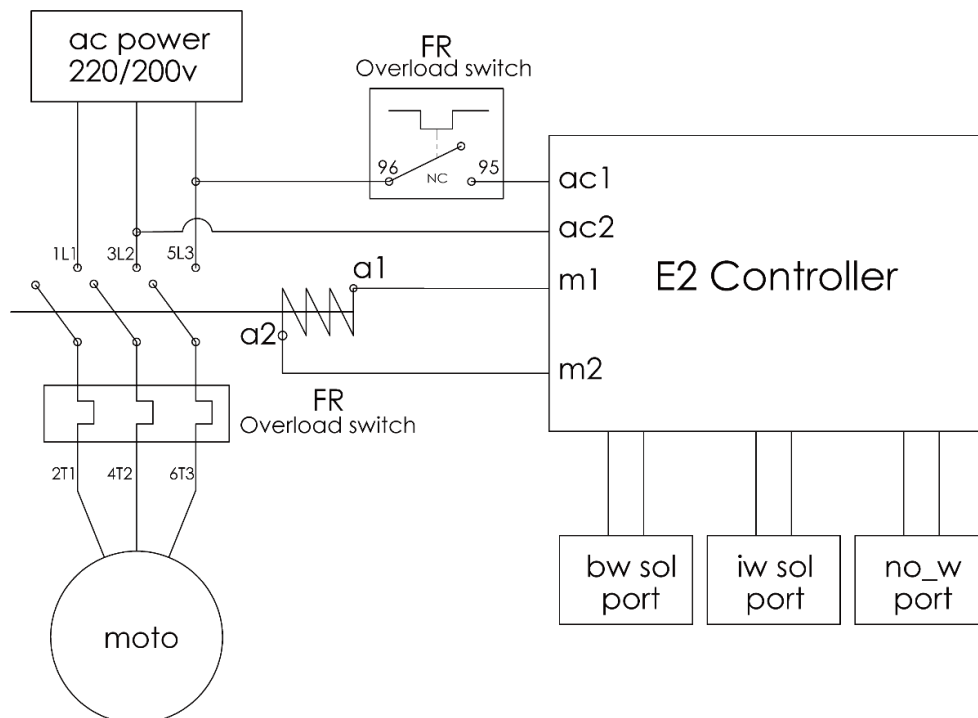 ac power
220/200v
FR
Overload switch
96
95
NC
ac1
ac2
1L1
3L2
5L3
a1
m1
E2 Controller
a2
m2
FR
Overload switch
2T1
4T2
6T3
bw sol
port
iw sol
port
no_w
port
moto